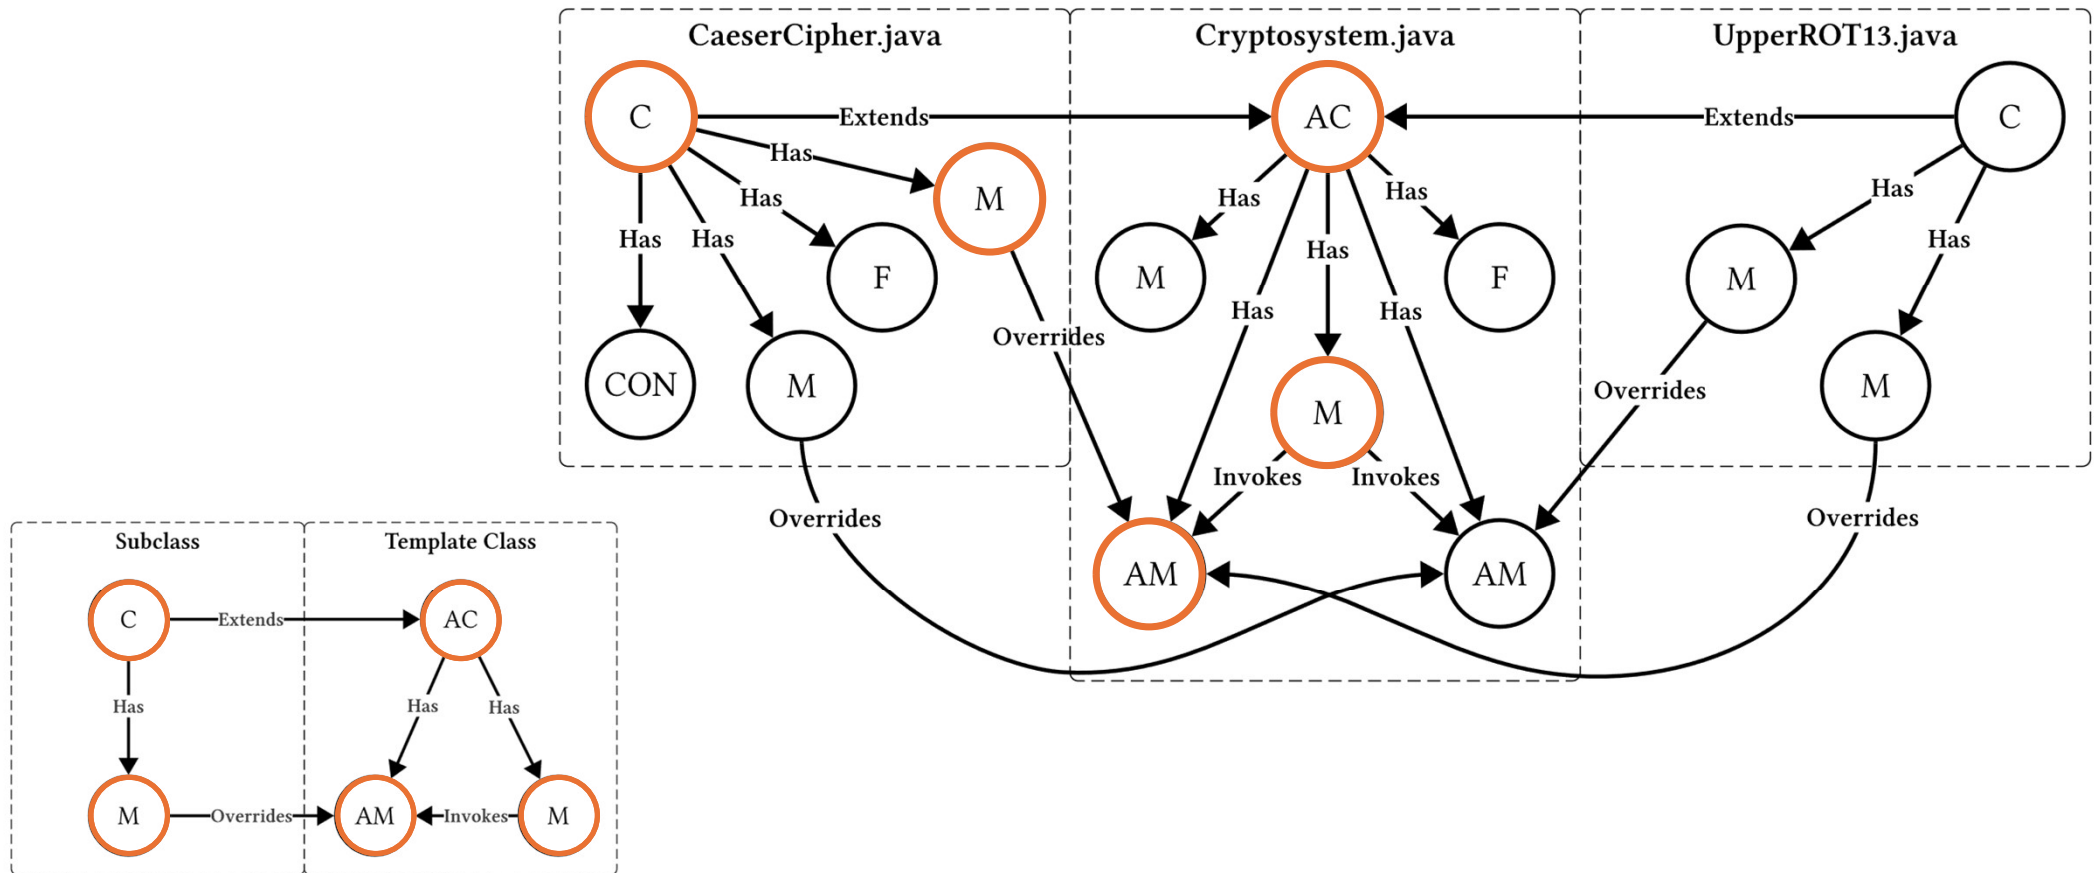 CaeserCipher.java
Cryptosystem.java
UpperROT13.java
C
Extends
AC
Extends
C
Has
M
Has
F
Has
M
Has
CON
Overrides
Overrides
Has
M
Has
F
Has
M
Has
Has
Invokes
Invokes
AM
AM
Has
M
Has
M
Overrides
Overrides
Subclass
Template Class
C
Extends
AC
Has
Has
Has
M
Overrides
AM
Invokes
M